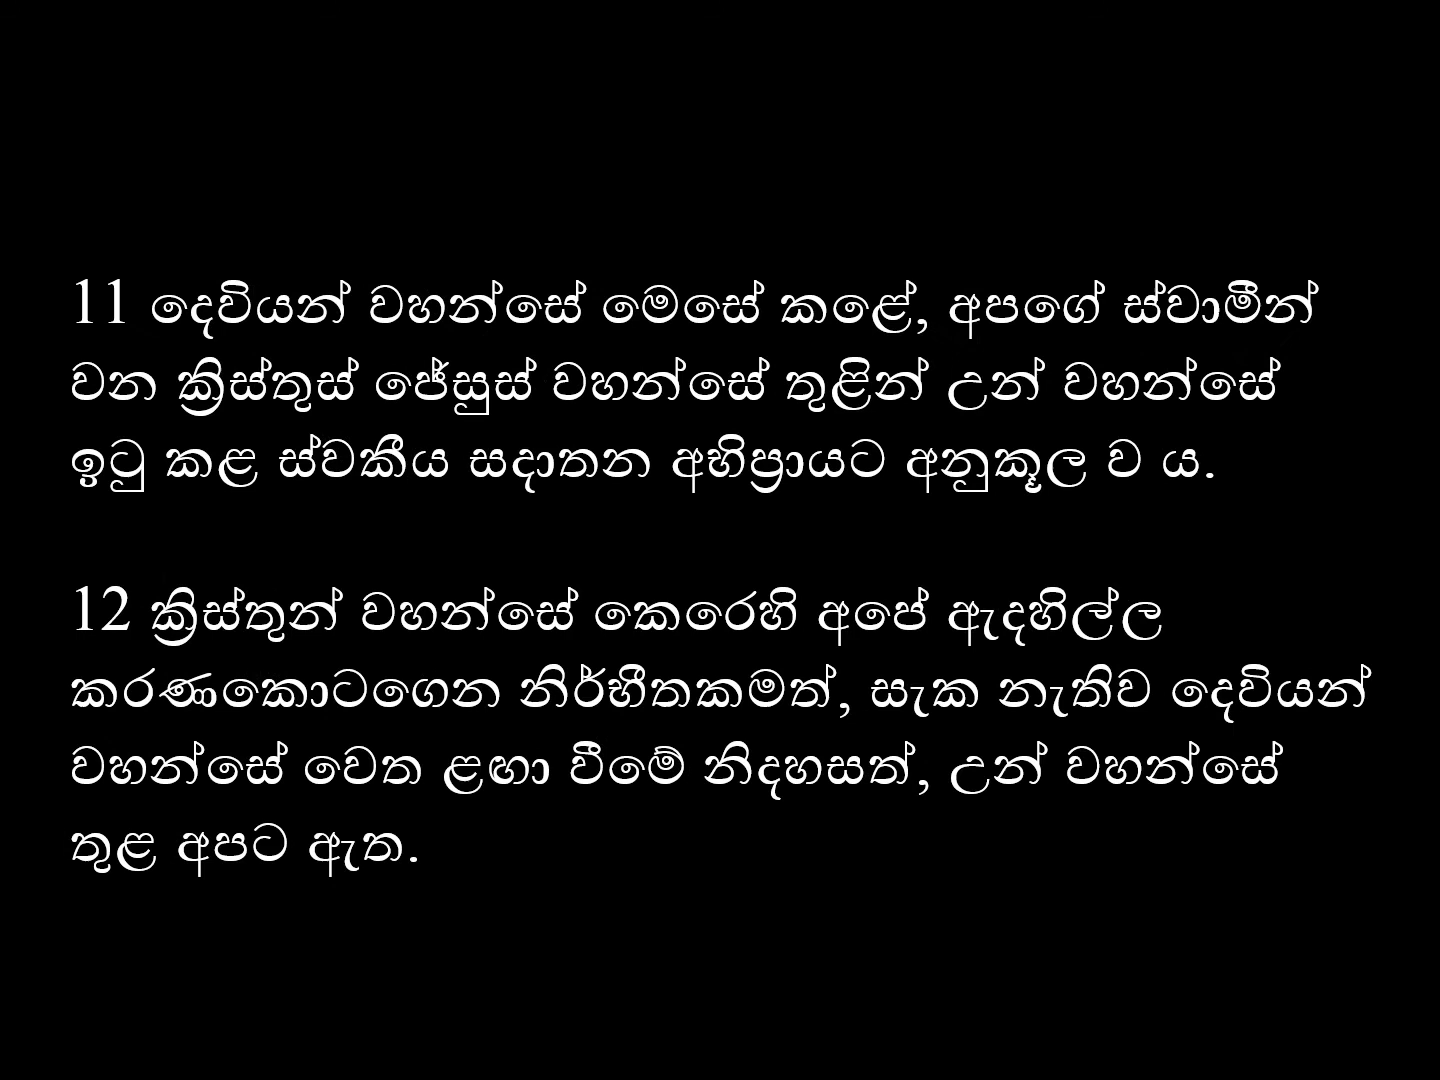 11 දෙවියන් වහන්සේ මෙසේ කළේ, අපගේ ස්වාමීන්
වන ක්‍රිස්තුස් ජේසුස් වහන්සේ තුළින් උන් වහන්සේ
ඉටු කළ ස්වකීය සදාතන අභිප්‍රායට අනුකූල ව ය.
12 ක්‍රිස්තුන් වහන්සේ කෙරෙහි අපේ ඇදහිල්ල
කරණකොටගෙන නිර්භීතකමත්, සැක නැතිව දෙවියන්
වහන්සේ වෙත ළඟා වීමේ නිදහසත්, උන් වහන්සේ
තුළ අපට ඇත.